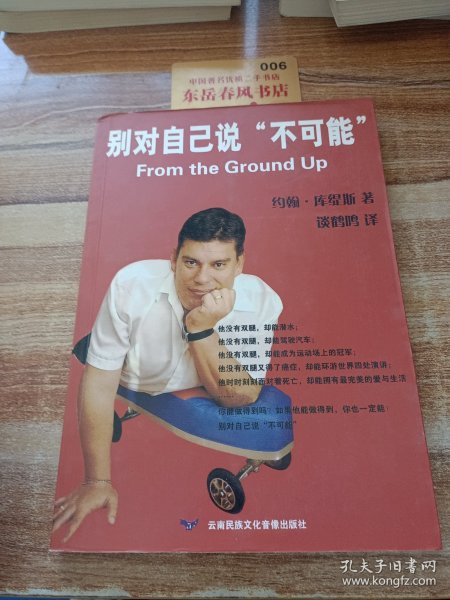 006
中国著名优质二手书店
东岳春风书店
别对自己说“不可能”
From the Ground Up
约翰·库缇斯 著
谈鹤鸣 译
他没有双腿，却能潜水；
他没有双腿，却能驾驶汽车；
他没有双腿，却能成为运动场上的冠军；
他没有双腿又得了癌症，却能环游世界四处演讲；
他时时刻刻面对着死亡，却能拥有最完美的爱与生活
……
你能做得到吗？如果他能做得到，你也一定能！
别对自己说“不可能”
云南民族文化音像出版社
孔夫子旧书网
www.kongfz.com